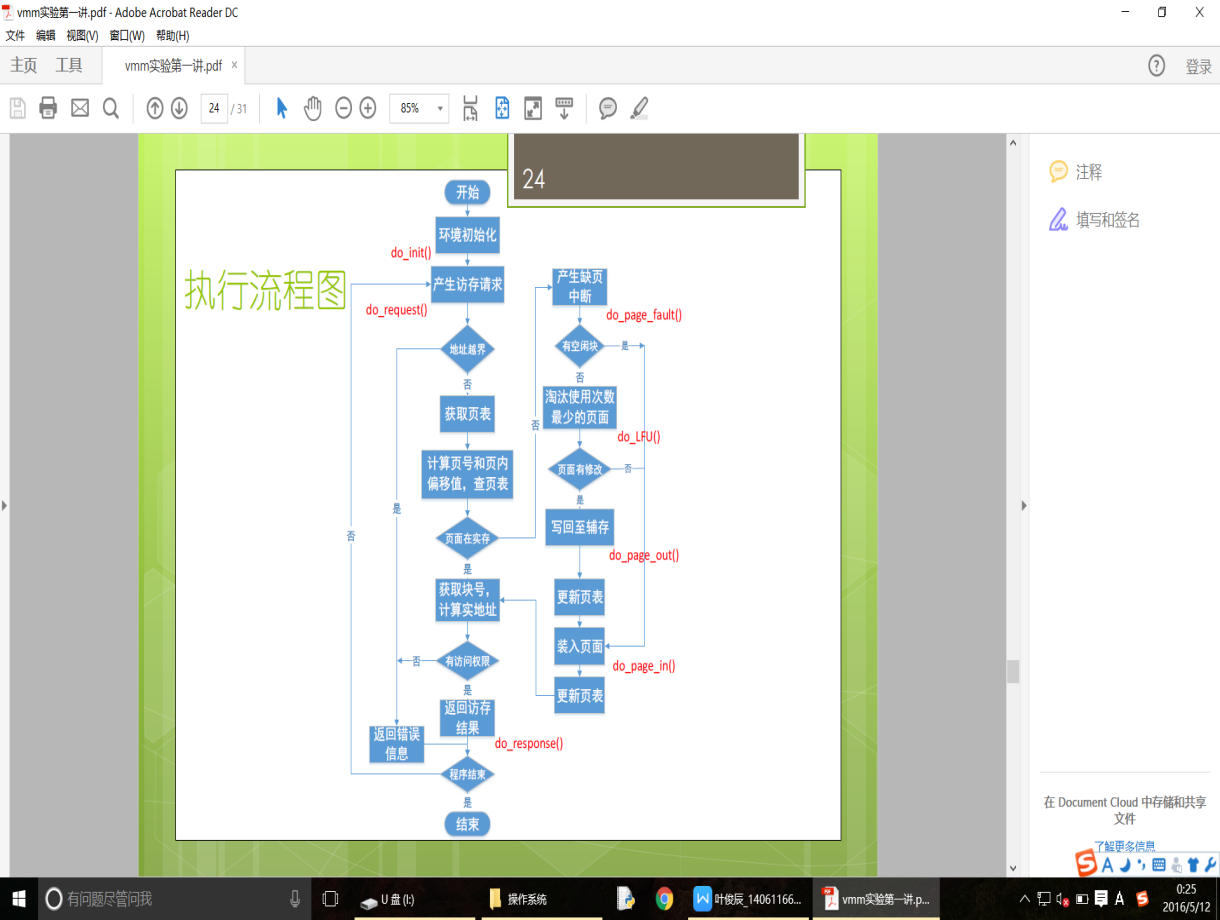 vmm实验第一讲.pdf - Adobe Acrobat Reader DC
文件 编辑 视图(V) 窗口(W) 帮助(H)
主页 工具 vmm实验第一讲.pdf × 登录
24 / 31 85%
24
执行流程图
开始
环境初始化
do_init()
产生访存请求
do_request()
地址越界
否
获取页表
计算页号和页内
偏移值，查页表
是
否
页面在实存
是
获取块号，
计算实地址
否
有访问权限
是
返回访存
结果
返回错误
信息
do_response()
程序结束
是
结束
产生缺页
中断
do_page_fault()
有空闲块
是
否
淘汰使用次数
最少的页面
否
do_LFU()
页面有修改
否
是
写回至辅存
do_page_out()
更新页表
装入页面
do_page_in()
更新页表
注释
填写和签名
在 Document Cloud 中存储和共享
文件
了解更多信息
有问题尽管问我
U 盘 (I:)
操作系统
叶俊辰_14061166...
vmm实验第一讲.p...
0:25
2016/5/12